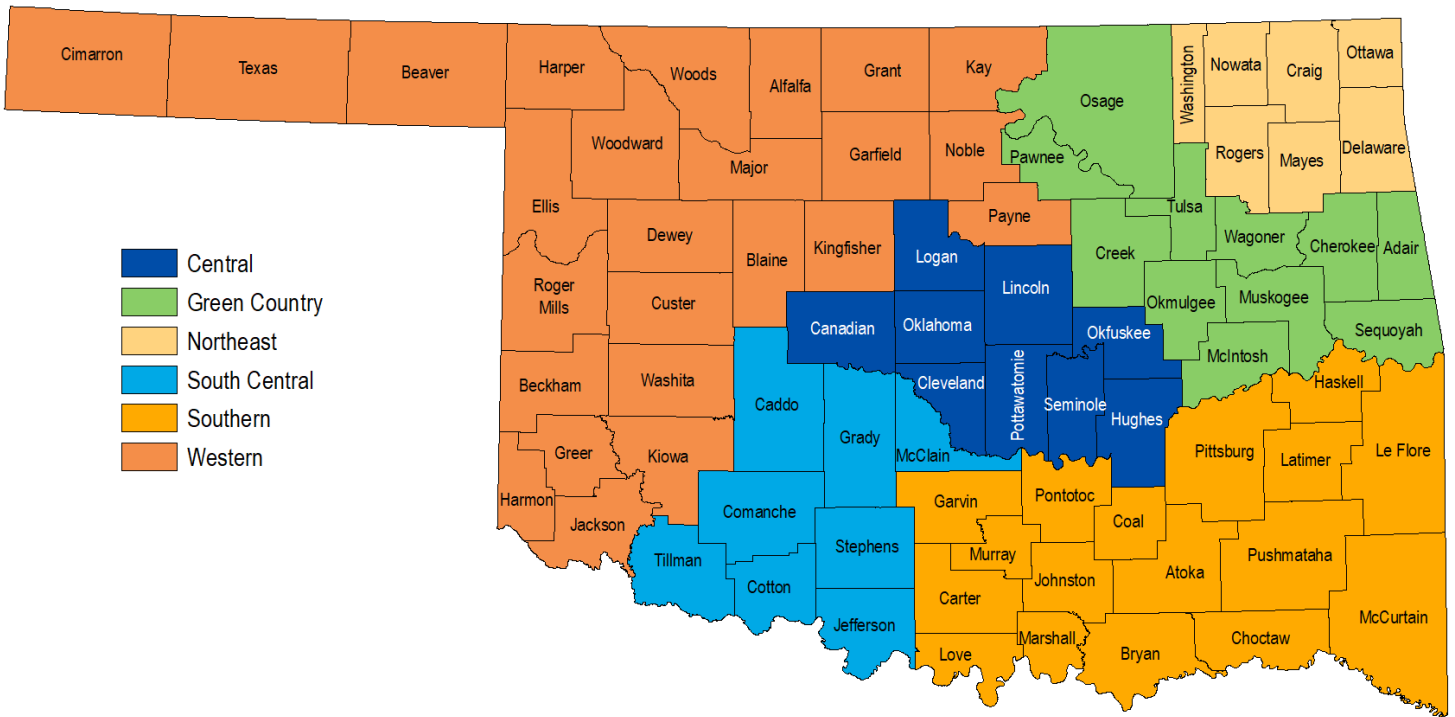 Cimarron
Texas
Beaver
Harper
Woods
Alfalfa
Grant
Kay
Osage
Washington
Nowata
Craig
Ottawa
Woodward
Major
Garfield
Noble
Pawnee
Rogers
Mayes
Delaware
Ellis
Dewey
Blaine
Kingfisher
Logan
Payne
Creek
Tulsa
Wagoner
Cherokee
Adair
Roger
Mills
Custer
Canadian
Oklahoma
Lincoln
Okfuskee
Okmulgee
Muskogee
Sequoyah
McIntosh
Beckham
Washita
Caddo
Grady
Cleveland
Pottawatomie
Seminole
Hughes
Haskell
Greer
Kiowa
McClain
Pittsburg
Latimer
Le Flore
Harmon
Jackson
Comanche
Garvin
Pontotoc
Coal
Tillman
Cotton
Stephens
Murray
Johnston
Atoka
Pushmataha
Jefferson
Carter
Love
Marshall
Bryan
Choctaw
McCurtain
Central
Green Country
Northeast
South Central
Southern
Western